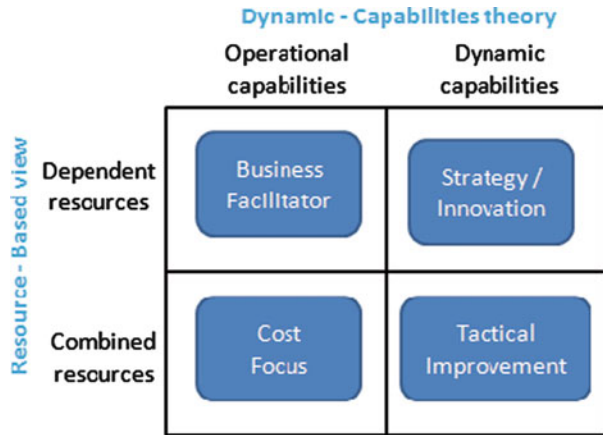 Dynamic - Capabilities theory
Operational
capabilities
Dynamic
capabilities
Resource - Based view
Dependent
resources
Business
Facilitator
Strategy /
Innovation
Combined
resources
Cost
Focus
Tactical
Improvement